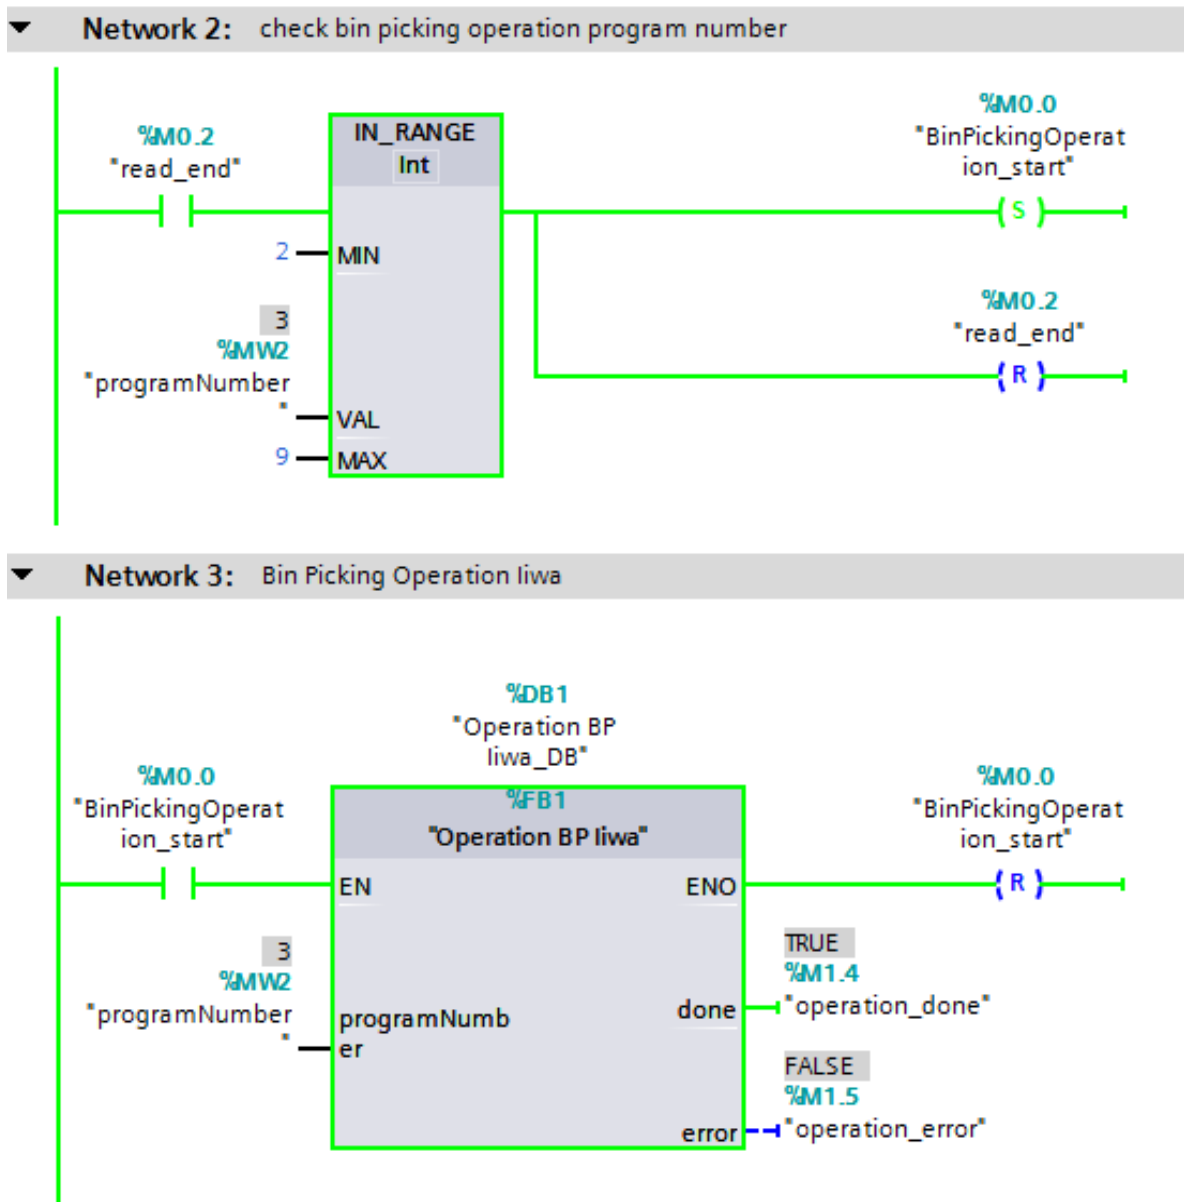 Network 2: check bin picking operation program number
%M0.2
"read_end"
IN_RANGE
Int
%M0.0
"BinPickingOperat
ion_start"
S
2
MIN
3
%MW2
"programNumber
"
VAL
9
MAX
%M0.2
"read_end"
R
Network 3: Bin Picking Operation Iiwa
%DB1
"Operation BP
Iiwa_DB"
%M0.0
"BinPickingOperat
ion_start"
%FB1
"Operation BP Iiwa"
%M0.0
"BinPickingOperat
ion_start"
EN
ENO
R
3
%MW2
"programNumber
"
programNumb
er
done
TRUE
%M1.4
"operation_done"
error
FALSE
%M1.5
"operation_error"